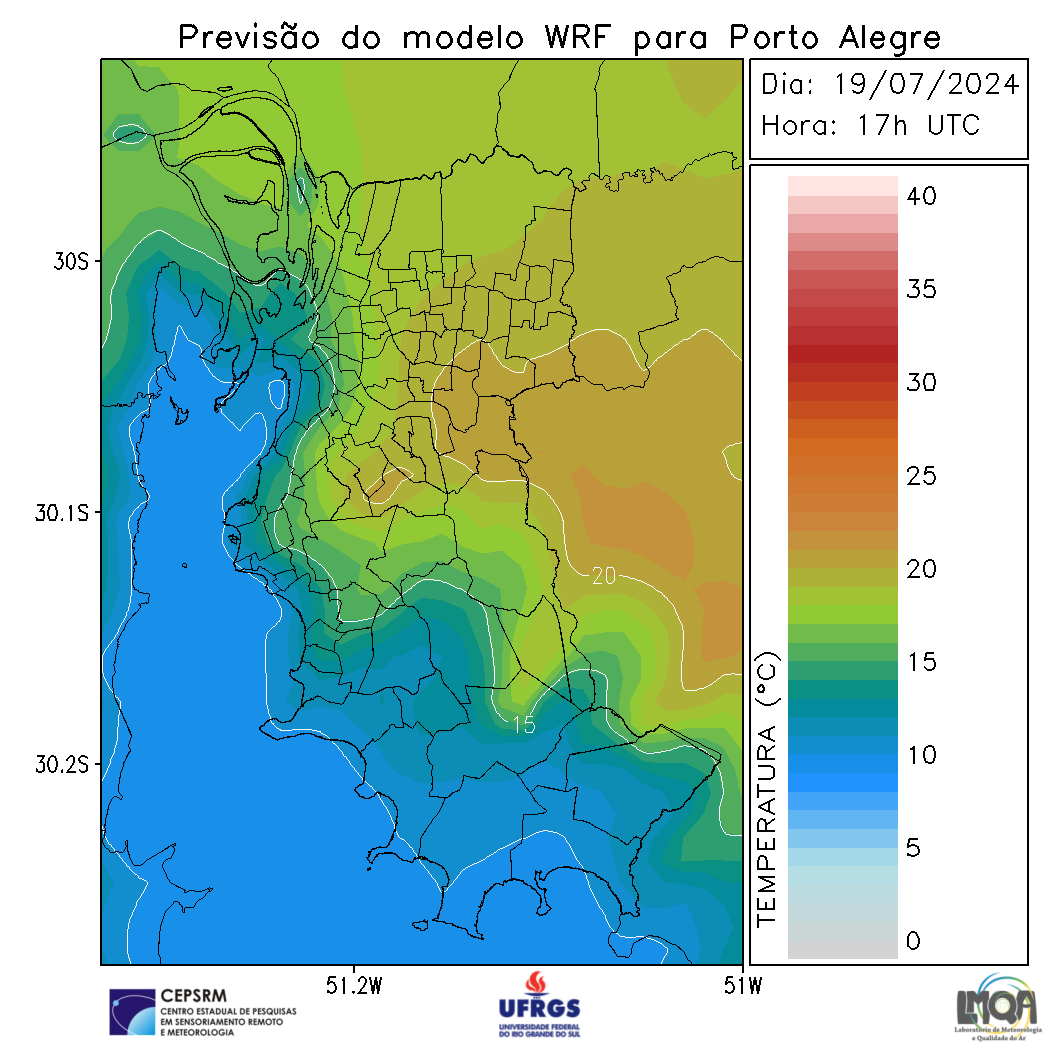 Previsão do modelo WRF para Porto Alegre
Dia: 19/07/2024
Hora: 17h UTC
40
35
30
25
20
15
10
5
0
TEMPERATURA (°C)
30S
30.1S
30.2S
20
15
51.2W
51W
CEPSRM
CENTRO ESTADUAL DE PESQUISAS
EM SENSORIAMENTO REMOTO
E METEOROLOGIA
UFRGS
UNIVERSIDADE FEDERAL
DO RIO GRANDE DO SUL
LMQA
Laboratório de Meteorologia
e Qualidade do Ar